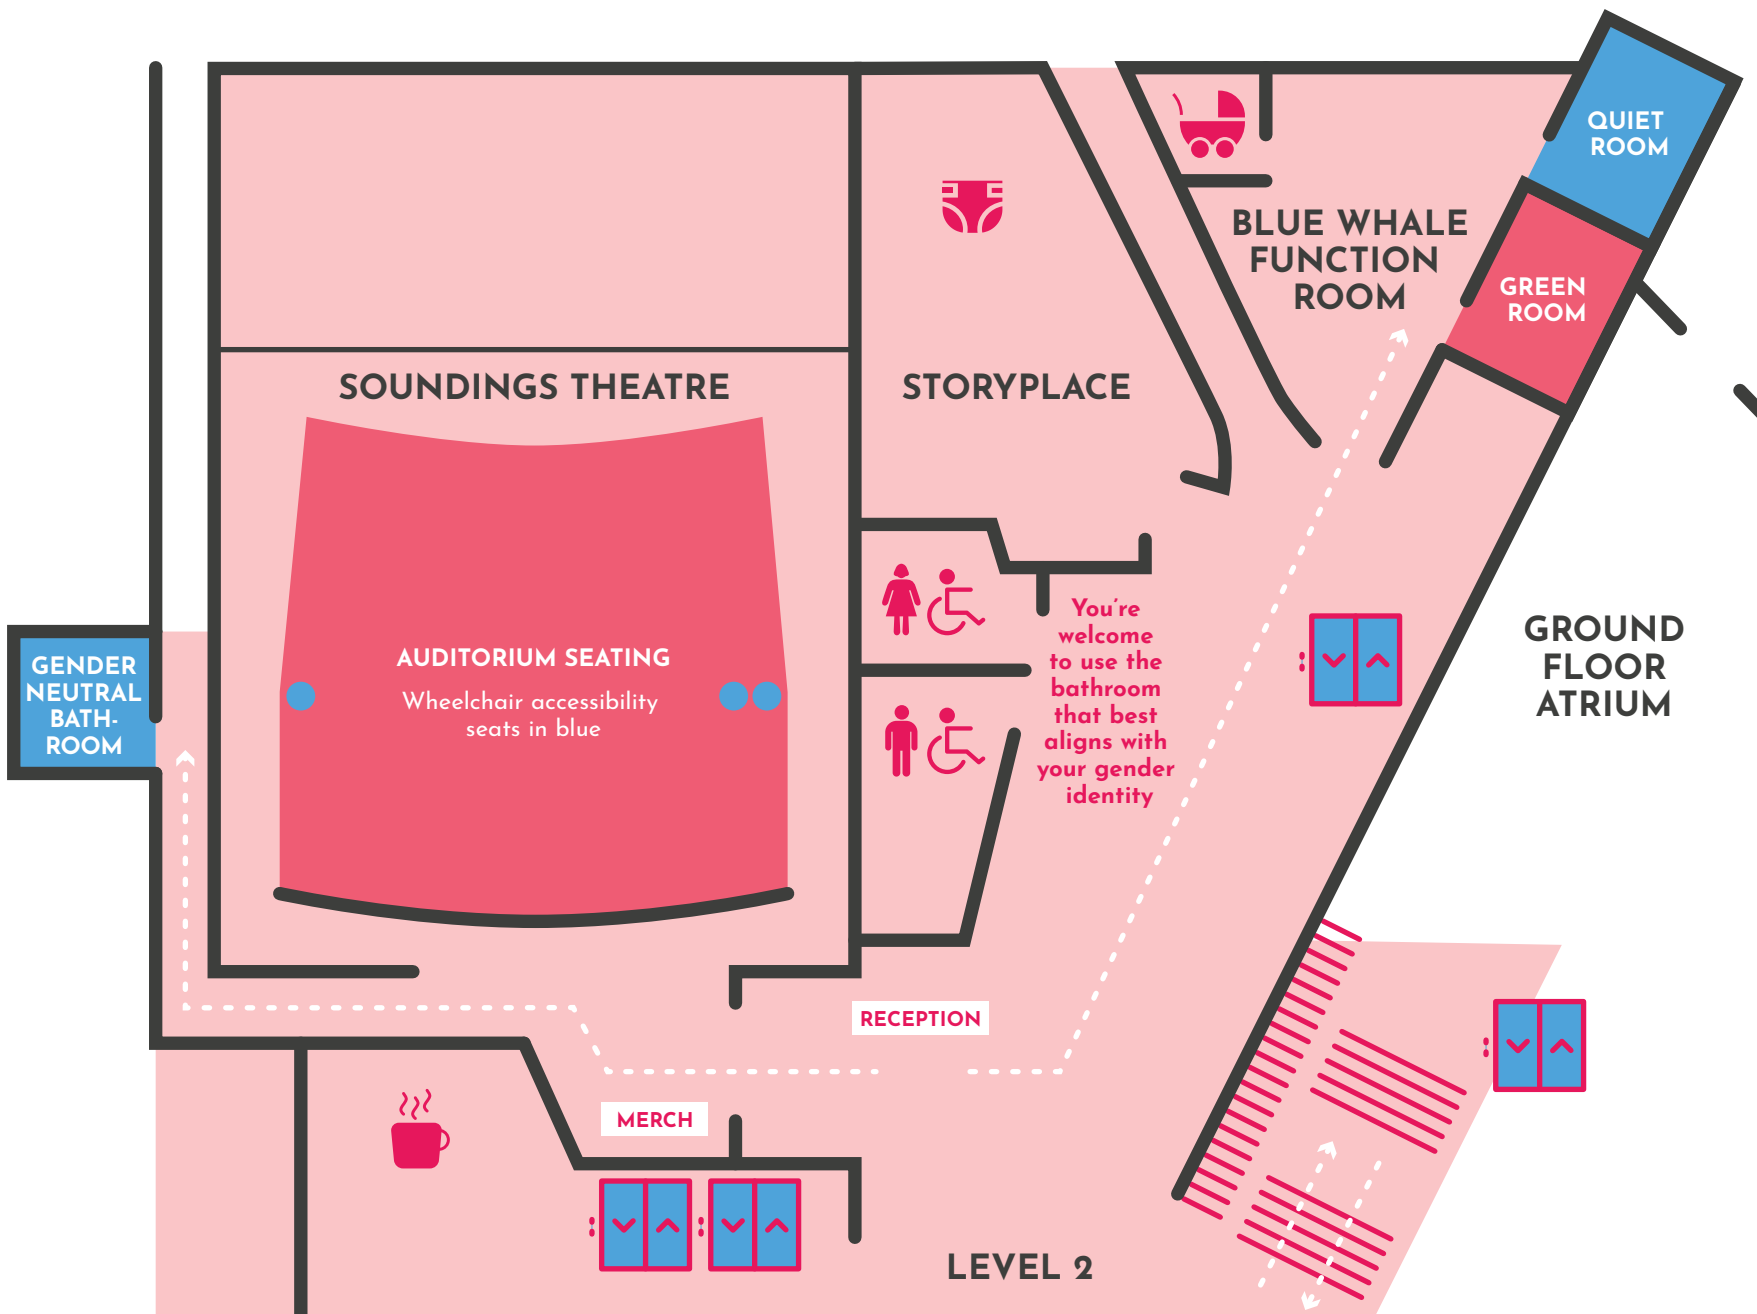 QUIET
ROOM
BLUE WHALE
FUNCTION
ROOM
GREEN
ROOM
SOUNDINGS THEATRE
STORYPLACE
You're
welcome
to use the
bathroom
that best
aligns with
your gender
identity
GROUND
FLOOR
ATRIUM
GENDER
NEUTRAL
BATH-
ROOM
AUDITORIUM SEATING
Wheelchair accessibility
seats in blue
RECEPTION
MERCH
LEVEL 2